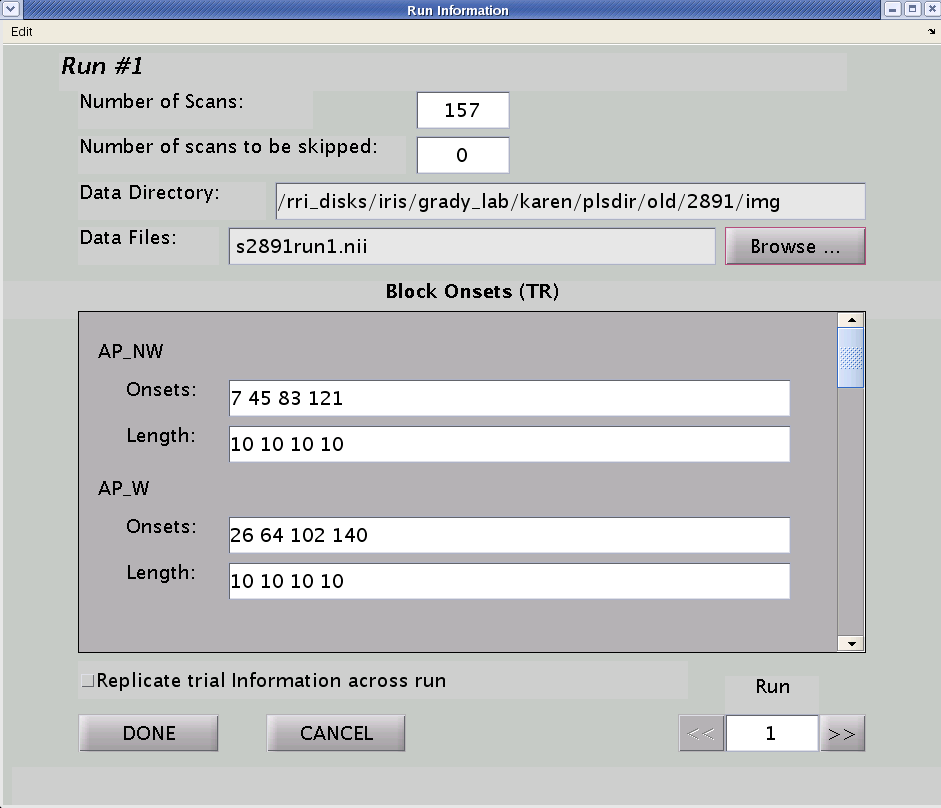 Run Information
Edit
Run #1
Number of Scans: 157
Number of scans to be skipped: 0
Data Directory: /rri_disks/iris/grady_lab/karen/plsdir/old/2891/img
Data Files: s2891run1.nii Browse ...
Block Onsets (TR)
AP_NW
Onsets: 7 45 83 121
Length: 10 10 10 10
AP_W
Onsets: 26 64 102 140
Length: 10 10 10 10
Replicate trial Information across run
Run
DONE CANCEL << 1 >>